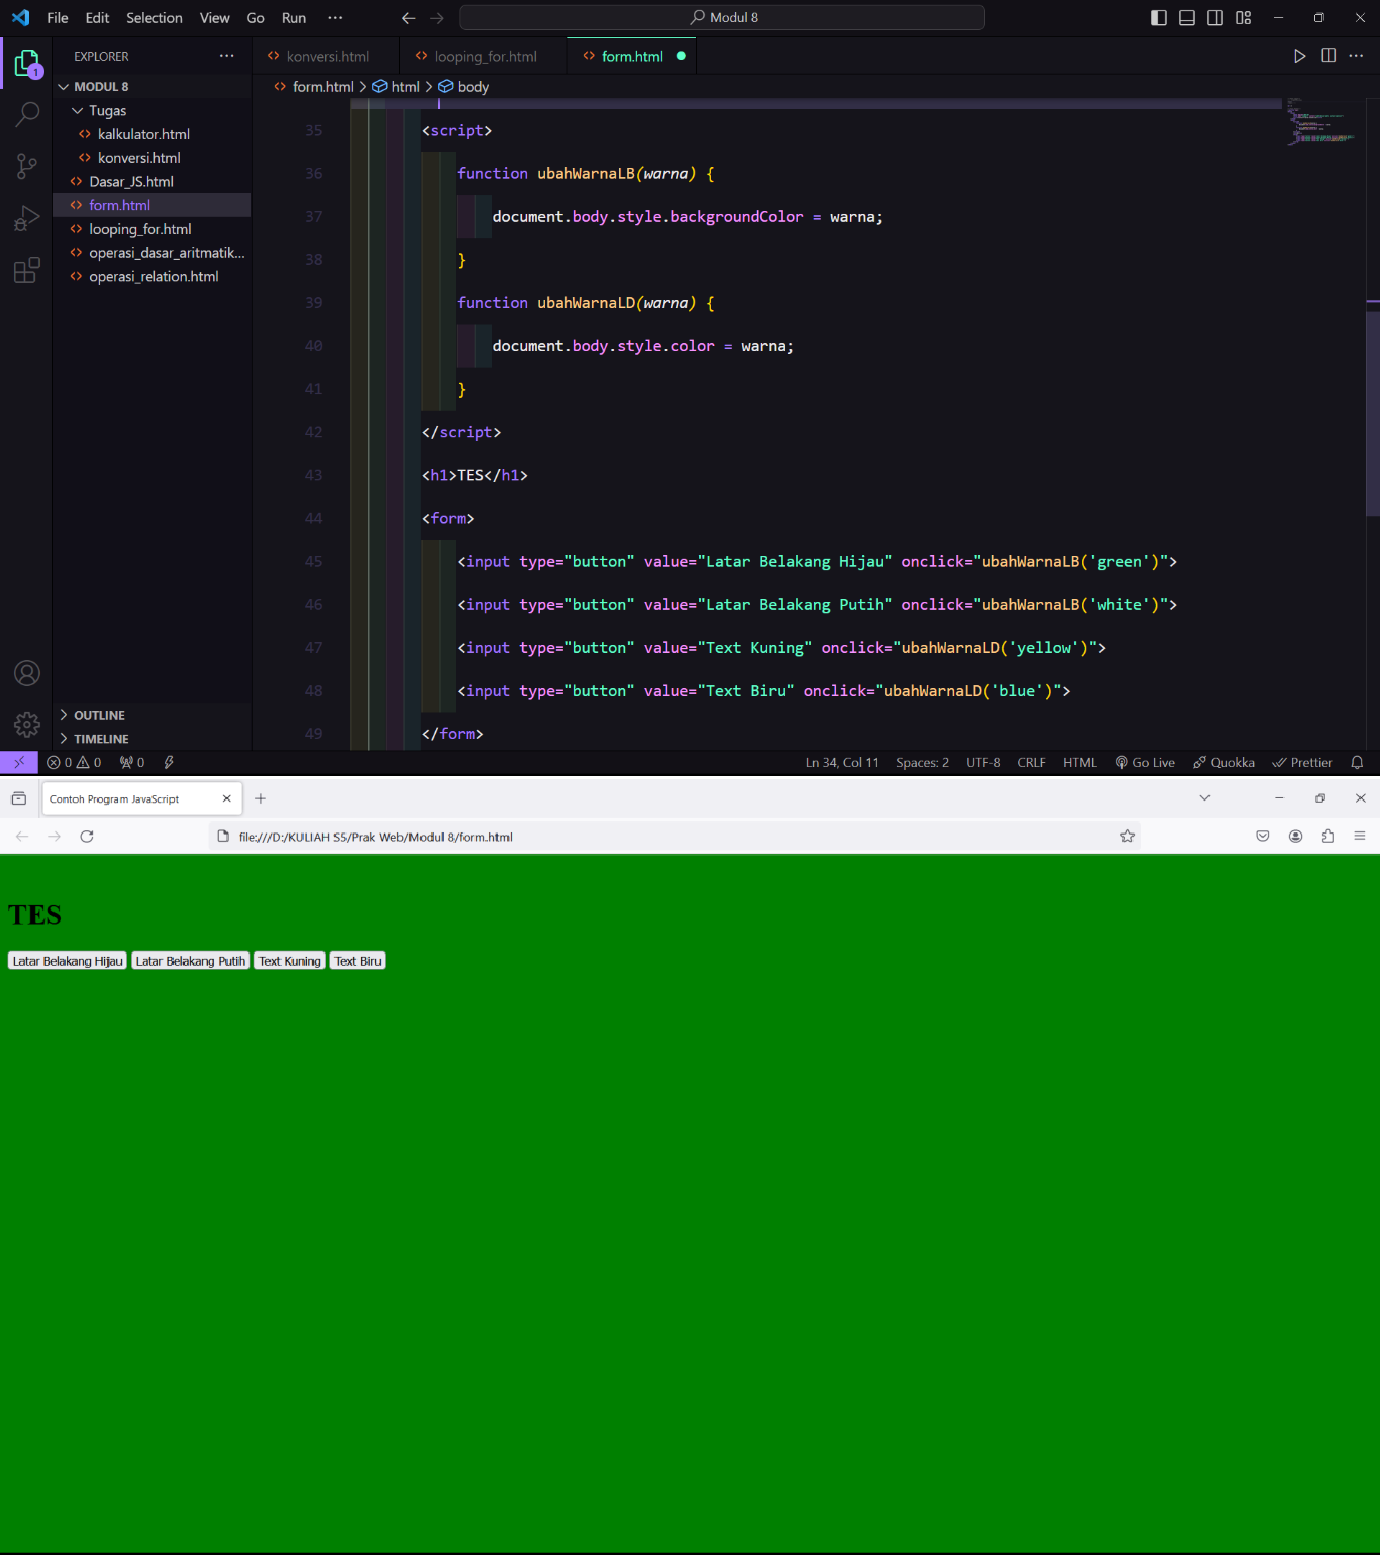 File Edit Selection View Go Run ··· Modul 8
EXPLORER ···
konversi.html looping_for.html form.html
form.html > html > body
MODUL 8
Tugas
kalkulator.html
konversi.html
Dasar_JS.html
form.html
looping_for.html
operasi_dasar_aritmatik...
operasi_relation.html
OUTLINE
TIMELINE
35 <script>
36 function ubahWarnaLB(warna) {
37 document.body.style.backgroundColor = warna;
38 }
39 function ubahWarnaLD(warna) {
40 document.body.style.color = warna;
41 }
42 </script>
43 <h1>TES</h1>
44 <form>
45 <input type="button" value="Latar Belakang Hijau" onclick="ubahWarnaLB('green')">
46 <input type="button" value="Latar Belakang Putih" onclick="ubahWarnaLB('white')">
47 <input type="button" value="Text Kuning" onclick="ubahWarnaLD('yellow')">
48 <input type="button" value="Text Biru" onclick="ubahWarnaLD('blue')">
49 </form>
1
0 0 0 Ln 34, Col 11 Spaces: 2 UTF-8 CRLF HTML Go Live Quokka Prettier
Contoh Program JavaScript
file:///D:/KULIAH S5/Prak Web/Modul 8/form.html
TES
Latar Belakang Hijau Latar Belakang Putih Text Kuning Text Biru